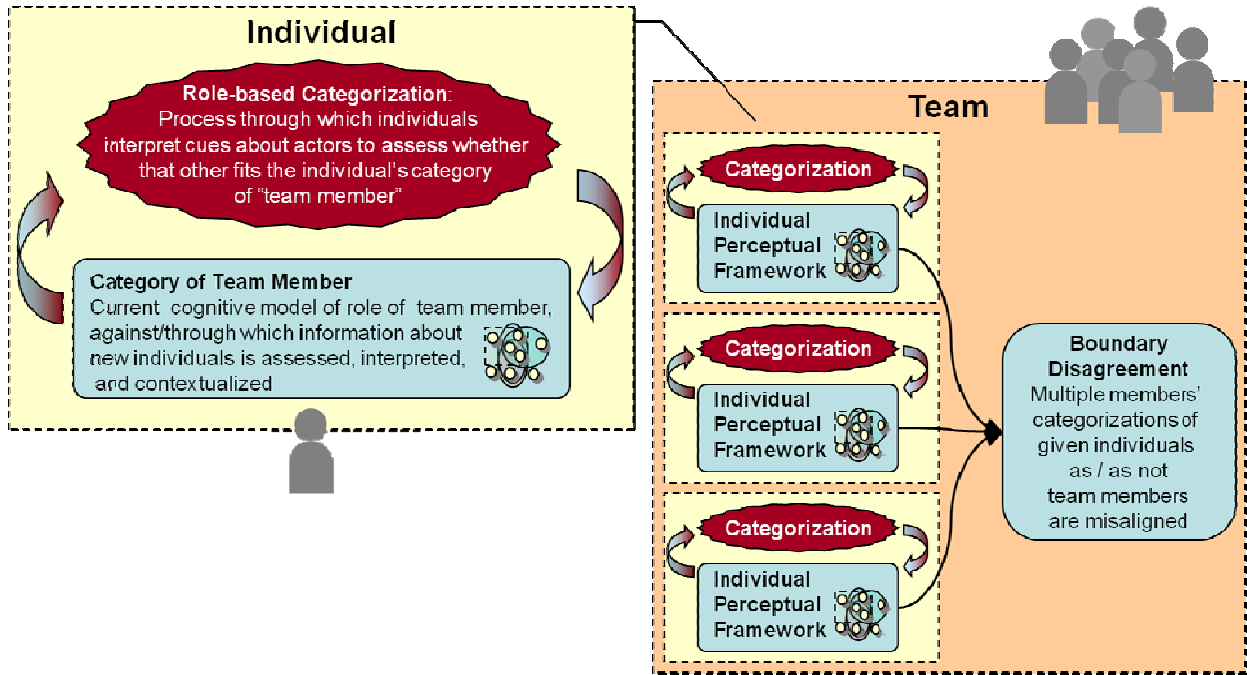 Individual
Role-based Categorization:
Process through which individuals
interpret cues about actors to assess whether
that other fits the individual's category
of "team member"
Category of Team Member
Current cognitive model of role of team member,
against/through which information about
new individuals is assessed, interpreted,
and contextualized
Team
Categorization
Individual
Perceptual
Framework
Categorization
Individual
Perceptual
Framework
Categorization
Individual
Perceptual
Framework
Boundary
Disagreement
Multiple members'
categorizations of
given individuals
as / as not
team members
are misaligned